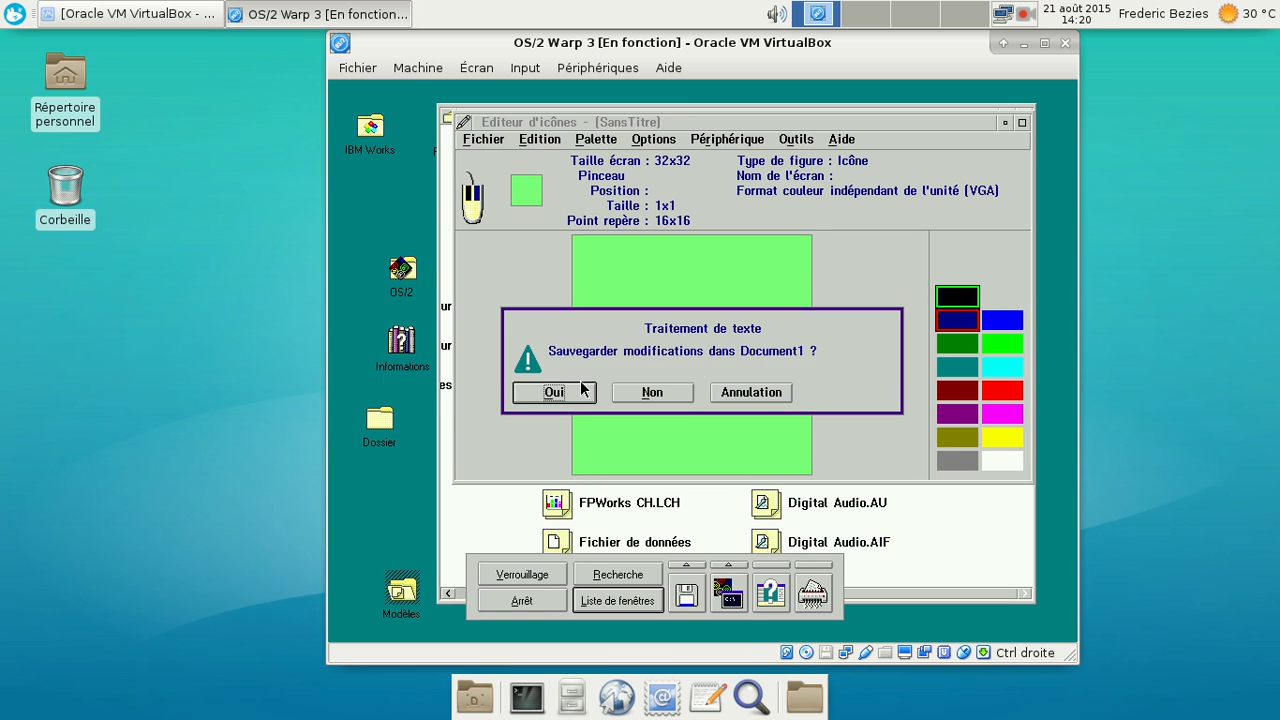 [Oracle VM VirtualBox - ...
OS/2 Warp 3 [En fonction...
21 août 2015
14:20
Frederic Bezies
30 °C
Répertoire
personnel
Corbeille
OS/2 Warp 3 [En fonction] - Oracle VM VirtualBox
Fichier Machine Écran Input Périphériques Aide
IBM Works
OS/2
Informations
Dossier
Modèles
Editeur d'icônes - [SansTitre]
Fichier Edition Palette Options Périphérique Outils Aide
Taille écran : 32x32
Pinceau
Position :
Taille : 1x1
Point repère : 16x16
Type de figure : Icône
Nom de l'écran :
Format couleur indépendant de l'unité (VGA)
ur
ur
es
Traitement de texte
Sauvegarder modifications dans Document1 ?
Oui Non Annulation
FPWorks CH.LCH
Digital Audio.AU
Fichier de données
Digital Audio.AIF
Verrouillage Recherche
Arrêt Liste de fenêtres
C:\
Ctrl droite